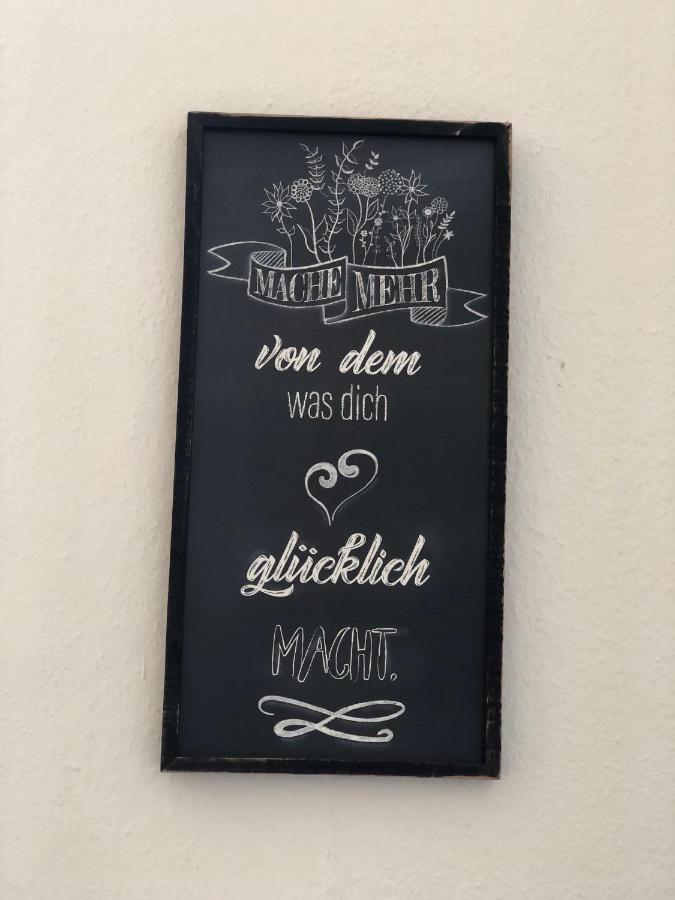 MACHE MEHR
von dem
was dich
glücklich
MACHT.